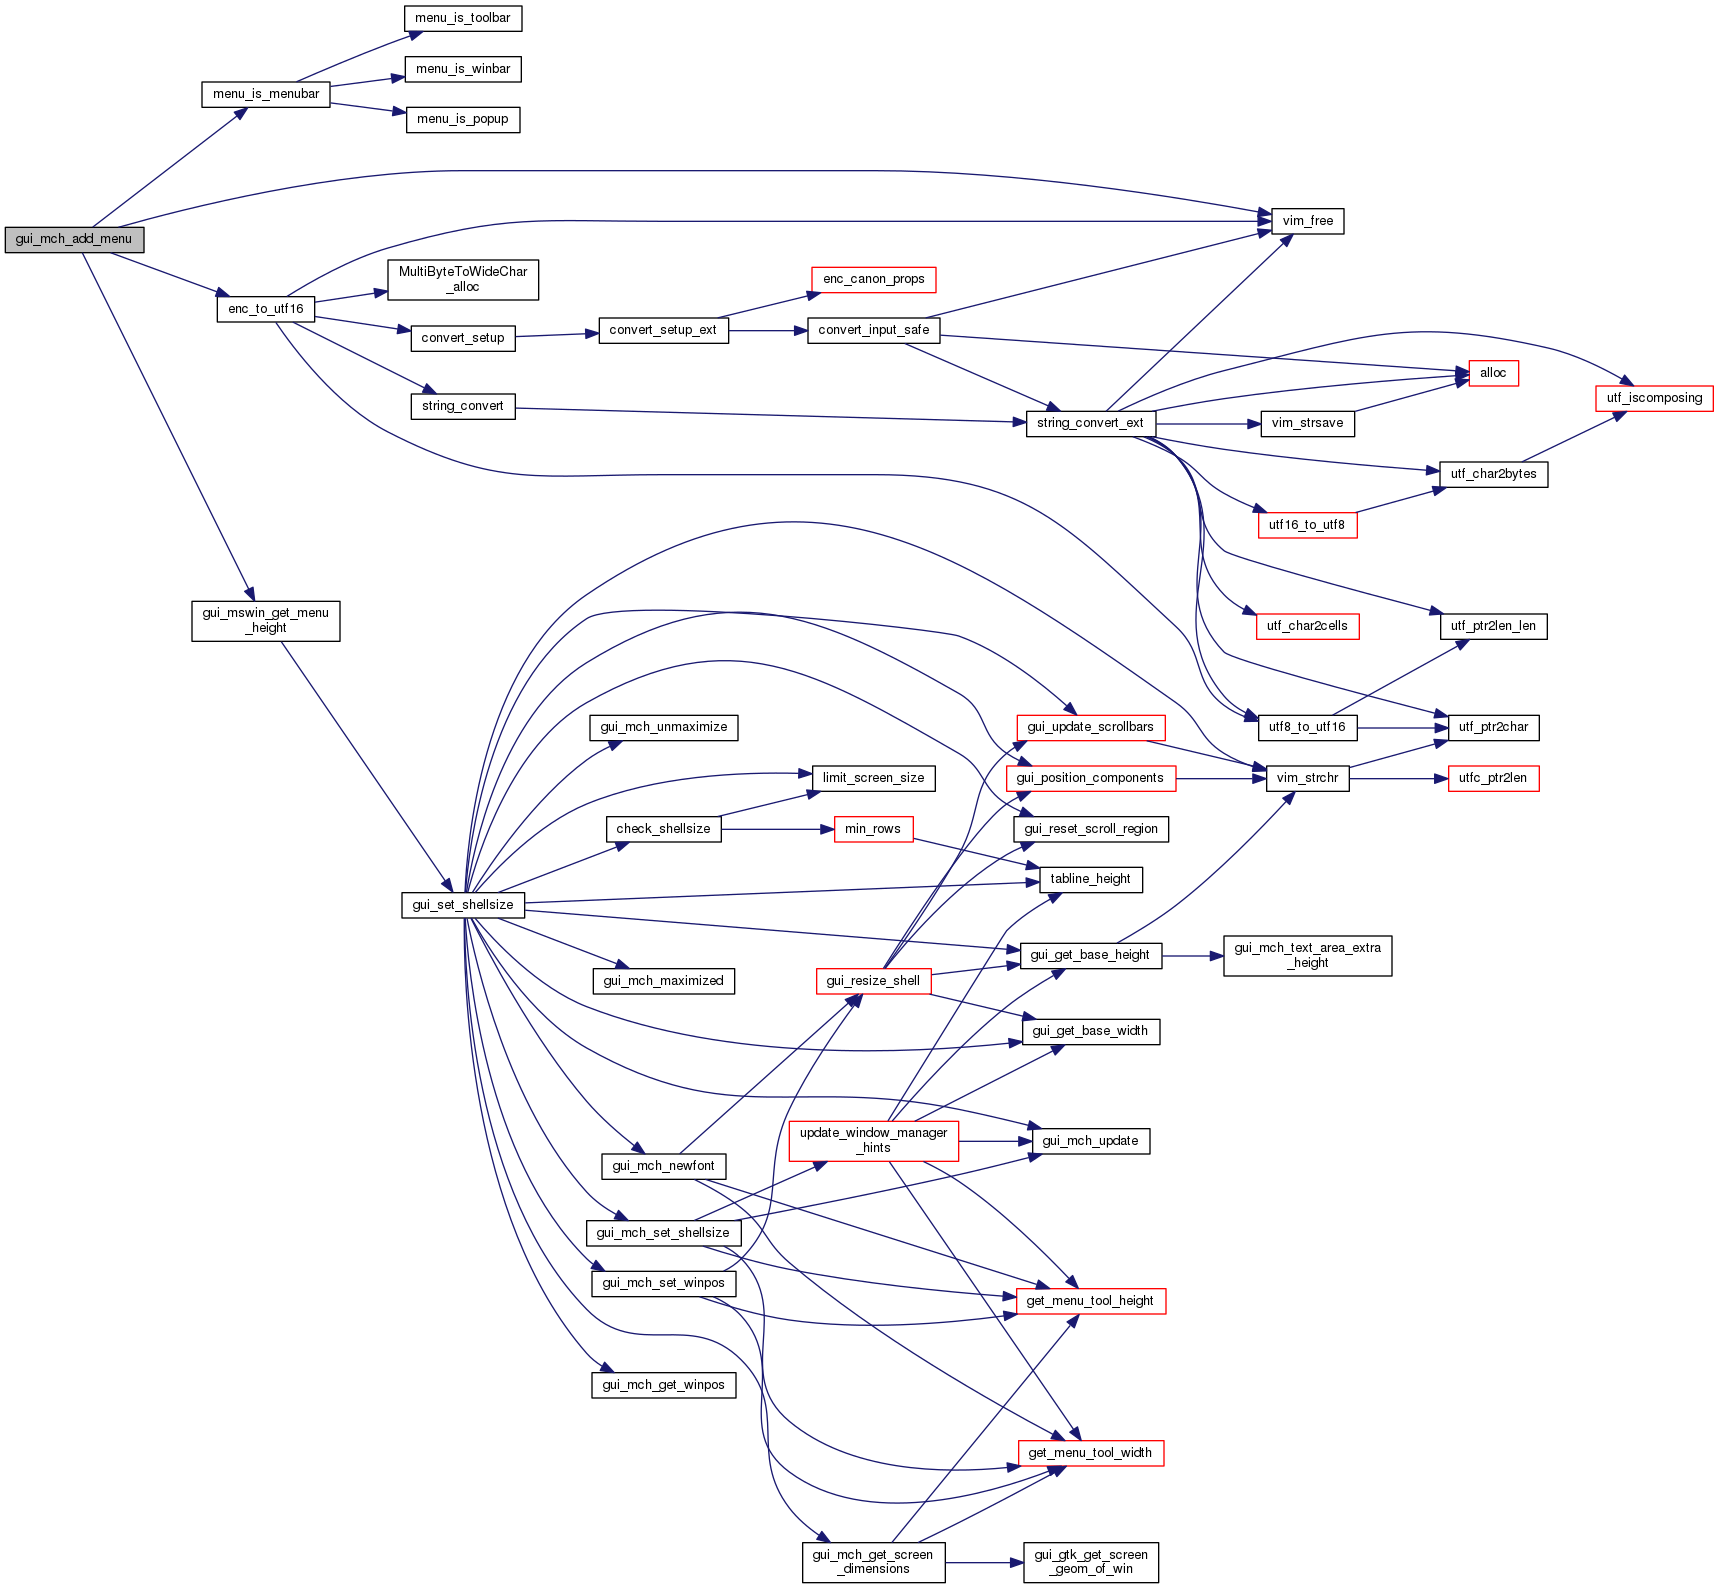 menu_is_toolbar
menu_is_winbar
menu_is_menubar
menu_is_popup
gui_mch_add_menu
vim_free
MultiByteToWideChar
_alloc
enc_to_utf16
enc_canon_props
convert_setup
convert_setup_ext
convert_input_safe
alloc
utf_iscomposing
string_convert
string_convert_ext
vim_strsave
utf_char2bytes
utf16_to_utf8
gui_mswin_get_menu
_height
utf_char2cells
utf_ptr2len_len
gui_mch_unmaximize
gui_update_scrollbars
utf8_to_utf16
utf_ptr2char
limit_screen_size
gui_position_components
vim_strchr
utfc_ptr2len
check_shellsize
min_rows
gui_reset_scroll_region
tabline_height
gui_set_shellsize
gui_get_base_height
gui_mch_text_area_extra
_height
gui_mch_maximized
gui_resize_shell
gui_get_base_width
update_window_manager
_hints
gui_mch_update
gui_mch_newfont
gui_mch_set_shellsize
gui_mch_set_winpos
get_menu_tool_height
gui_mch_get_winpos
get_menu_tool_width
gui_mch_get_screen
_dimensions
gui_gtk_get_screen
_geom_of_win